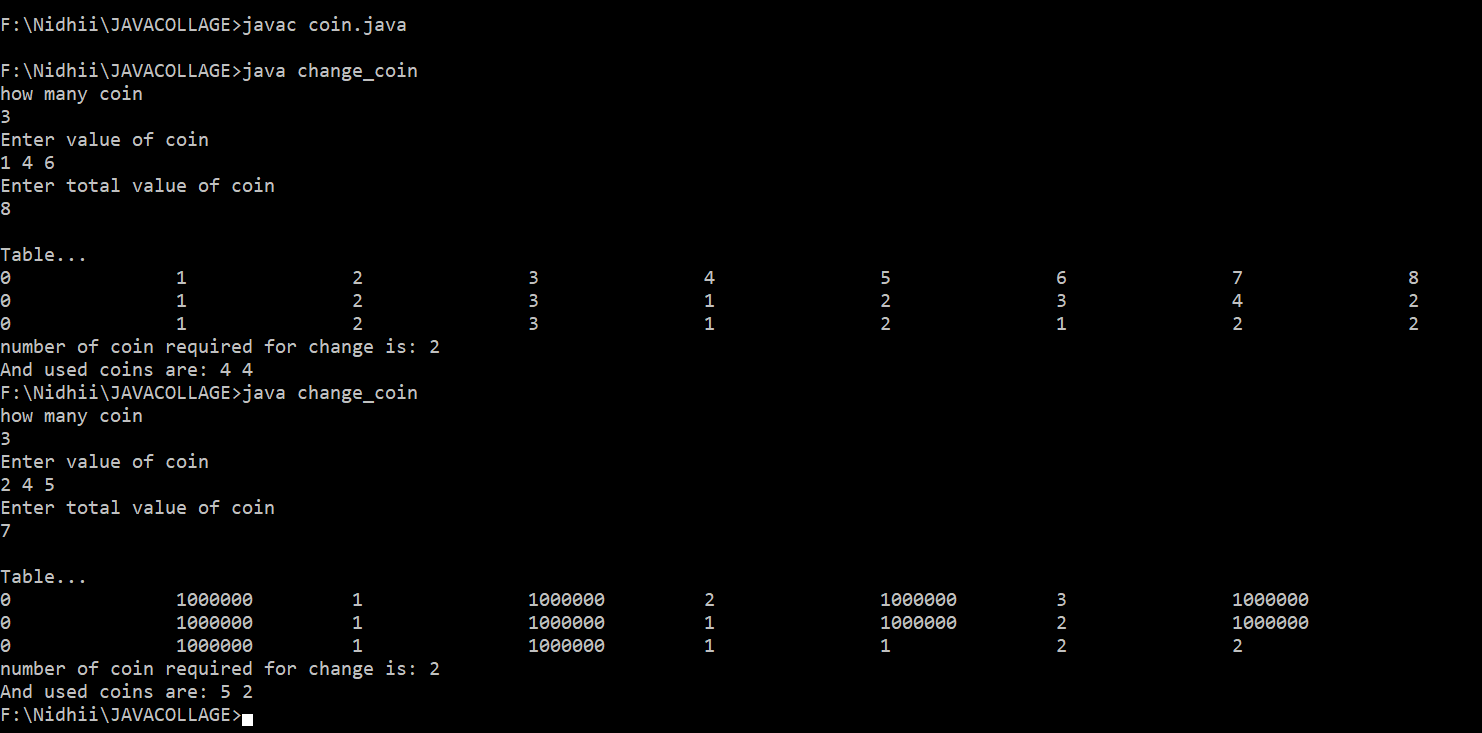 F:\Nidhii\JAVACOLLAGE>javac coin.java
F:\Nidhii\JAVACOLLAGE>java change_coin
how many coin
3
Enter value of coin
1 4 6
Enter total value of coin
8
Table...
0 1 2 3 4 5 6 7 8
0 1 2 3 1 2 3 4 2
0 1 2 3 1 2 1 2 2
number of coin required for change is: 2
And used coins are: 4 4
F:\Nidhii\JAVACOLLAGE>java change_coin
how many coin
3
Enter value of coin
2 4 5
Enter total value of coin
7
Table...
0 1000000 1 1000000 2 1000000 3 1000000
0 1000000 1 1000000 1 1000000 2 1000000
0 1000000 1 1000000 1 1 2 2
number of coin required for change is: 2
And used coins are: 5 2
F:\Nidhii\JAVACOLLAGE>